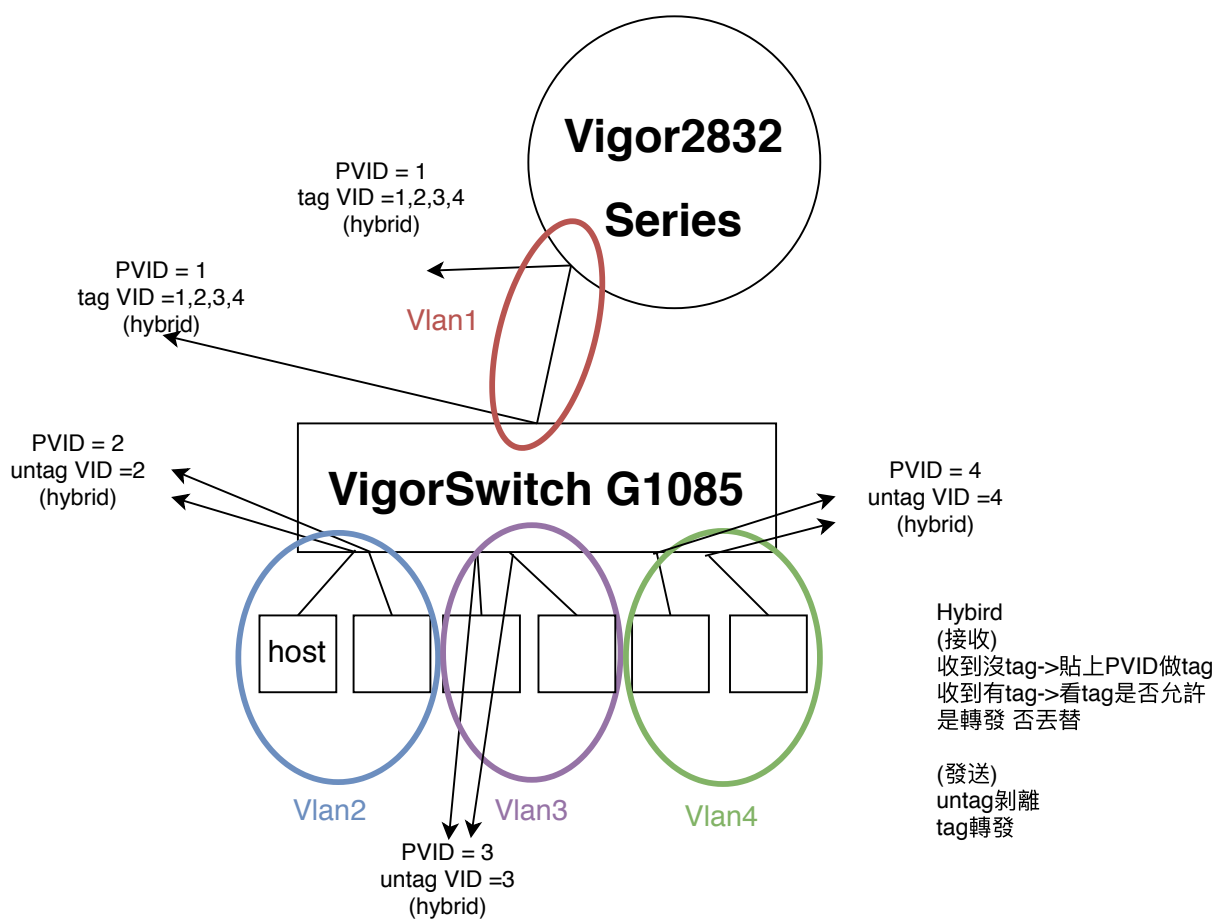 Vigor2832
Series
PVID = 1
tag VID =1,2,3,4
(hybrid)
PVID = 1
tag VID =1,2,3,4
(hybrid)
Vlan1
PVID = 2
untag VID =2
(hybrid)
VigorSwitch G1085
PVID = 4
untag VID =4
(hybrid)
host
Vlan2
Vlan3
Vlan4
PVID = 3
untag VID =3
(hybrid)
Hybird
(接收)
收到沒tag->貼上PVID做tag
收到有tag->看tag是否允許
是轉發 否丟替
(發送)
untag剝離
tag轉發